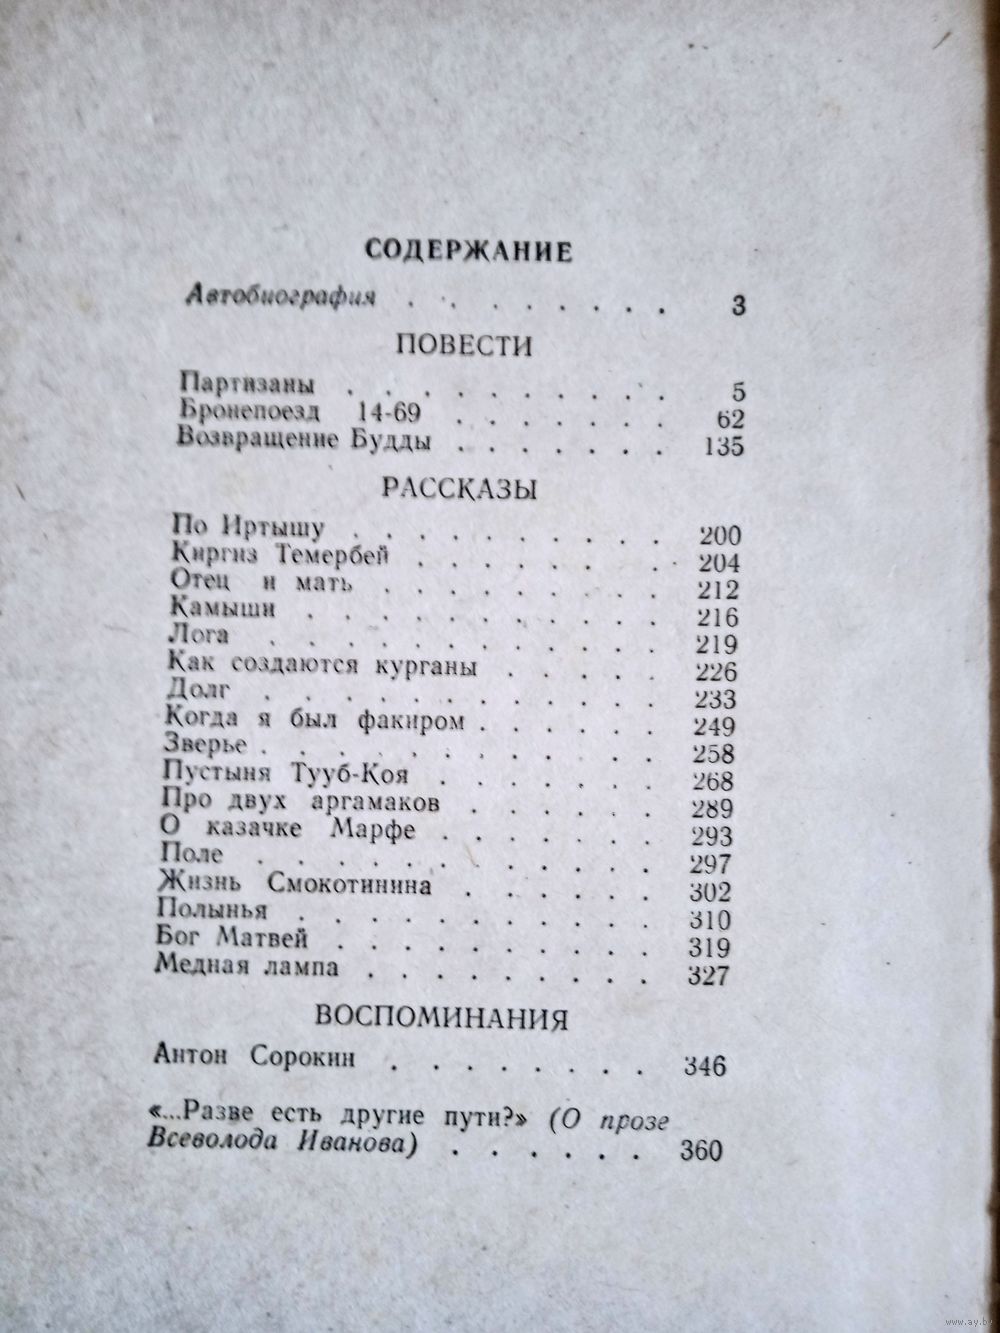 СОДЕРЖАНИЕ
Автобиография . . . . . . . . 3
ПОВЕСТИ
Партизаны . . . . . . . . . 5
Бронепоезд 14-69 . . . . . . . 62
Возвращение Будды . . . . . . . 135
РАССКАЗЫ
По Иртышу . . . . . . . . . . 200
Киргиз Темербей . . . . . . . . 204
Отец и мать . . . . . . . . . 212
Камыши . . . . . . . . . . . 216
Лога . . . . . . . . . . . . 219
Как создаются курганы . . . . . 226
Долг . . . . . . . . . . . 233
Когда я был факиром . . . . . . 249
Зверье . . . . . . . . . . . 258
Пустыня Тууб-Коя . . . . . . . 268
Про двух аргамаков . . . . . . 289
О казачке Марфе . . . . . . . 293
Поле . . . . . . . . . . . 297
Жизнь Смокотинина . . . . . . 302
Полынья . . . . . . . . . . 310
Бог Матвей . . . . . . . . . 319
Медная лампа . . . . . . . . . 327
ВОСПОМИНАНИЯ
Антон Сорокин . . . . . . . . 346
«...Разве есть другие пути?» (О прозе
Всеволода Иванова) . . . . . . 360
www.ay.by